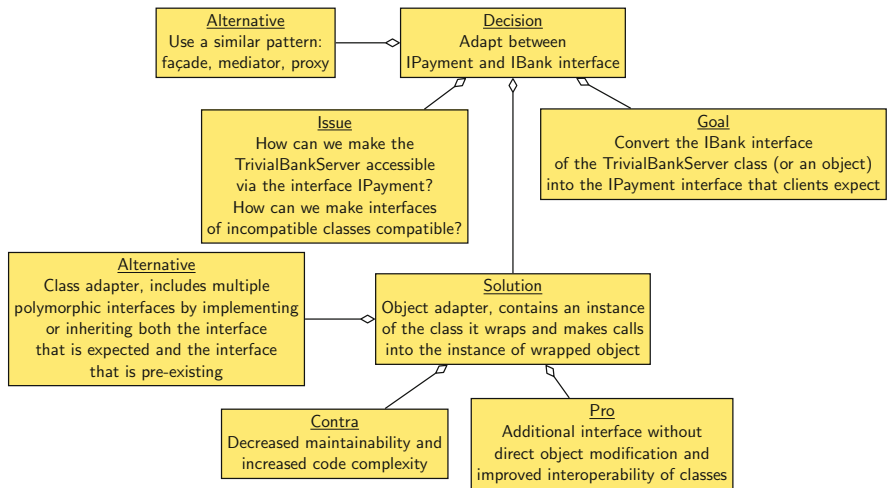 Alternative
Use a similar pattern:
façade, mediator, proxy
Decision
Adapt between
IPayment and IBank interface
Issue
How can we make the
TrivialBankServer accessible
via the interface IPayment?
How can we make interfaces
of incompatible classes compatible?
Goal
Convert the IBank interface
of the TrivialBankServer class (or an object)
into the IPayment interface that clients expect
Alternative
Class adapter, includes multiple
polymorphic interfaces by implementing
or inheriting both the interface
that is expected and the interface
that is pre-existing
Solution
Object adapter, contains an instance
of the class it wraps and makes calls
into the instance of wrapped object
Contra
Decreased maintainability and
increased code complexity
Pro
Additional interface without
direct object modification and
improved interoperability of classes